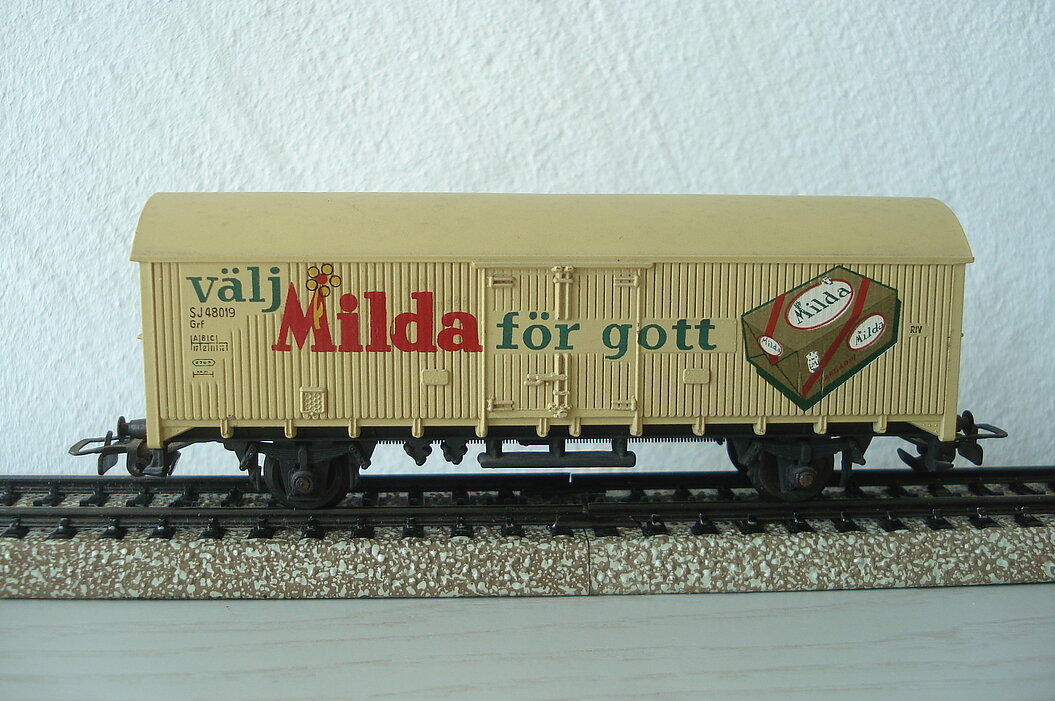 välj
Milda för gott
SJ 48019
Grf
A B C
RIV
Milda
Milda
Milda